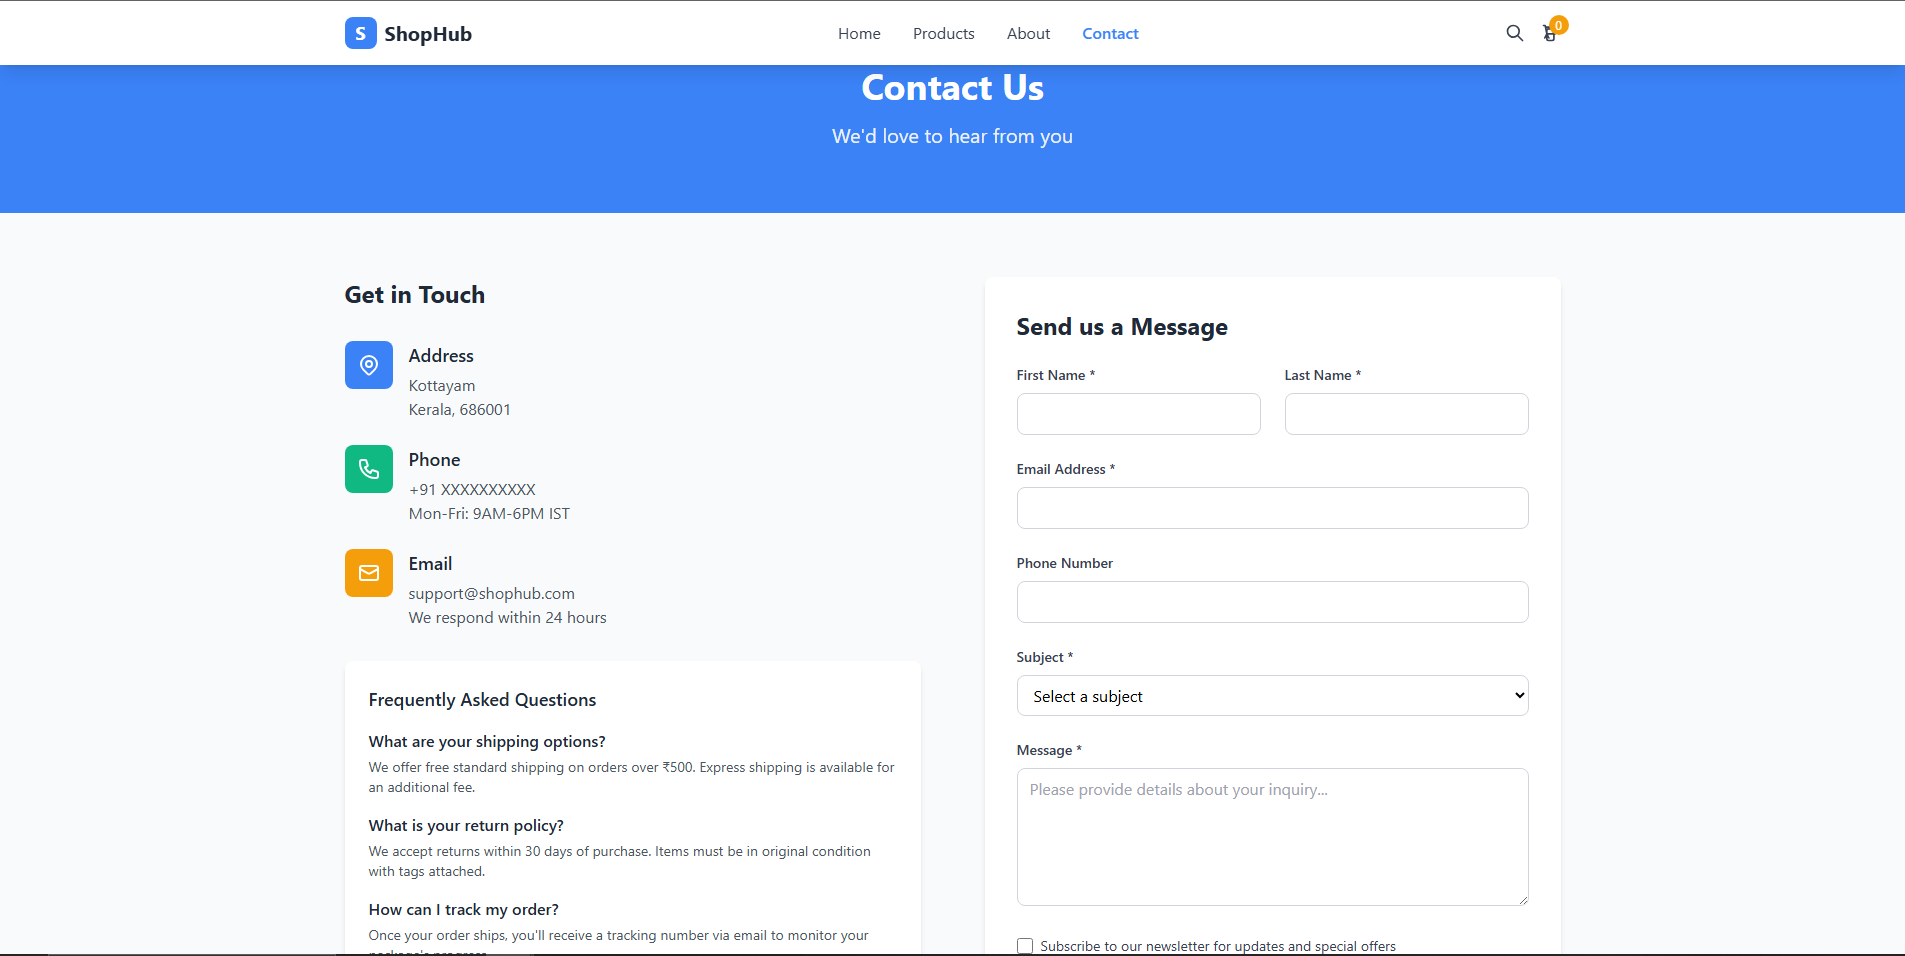 S ShopHub
Home Products About Contact
0
Contact Us
We'd love to hear from you
Get in Touch
Address
Kottayam
Kerala, 686001
Phone
+91 XXXXXXXXXX
Mon-Fri: 9AM-6PM IST
Email
support@shophub.com
We respond within 24 hours
Frequently Asked Questions
What are your shipping options?
We offer free standard shipping on orders over ₹500. Express shipping is available for
an additional fee.
What is your return policy?
We accept returns within 30 days of purchase. Items must be in original condition
with tags attached.
How can I track my order?
Once your order ships, you'll receive a tracking number via email to monitor your
Send us a Message
First Name * Last Name *
Email Address *
Phone Number
Subject *
Select a subject
Message *
Please provide details about your inquiry...
Subscribe to our newsletter for updates and special offers